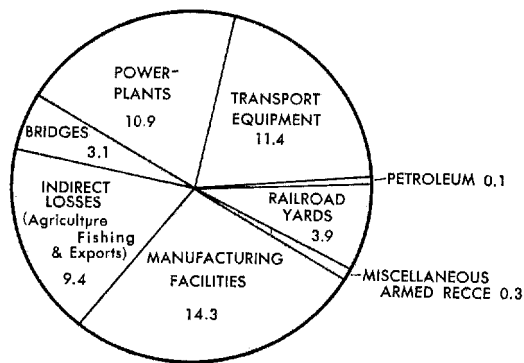 POWER-
PLANTS
10.9
TRANSPORT
EQUIPMENT
11.4
BRIDGES
3.1
PETROLEUM 0.1
RAILROAD
YARDS
3.9
INDIRECT
LOSSES
(Agriculture
Fishing
& Exports)
9.4
MANUFACTURING
FACILITIES
14.3
MISCELLANEOUS
ARMED RECCE 0.3